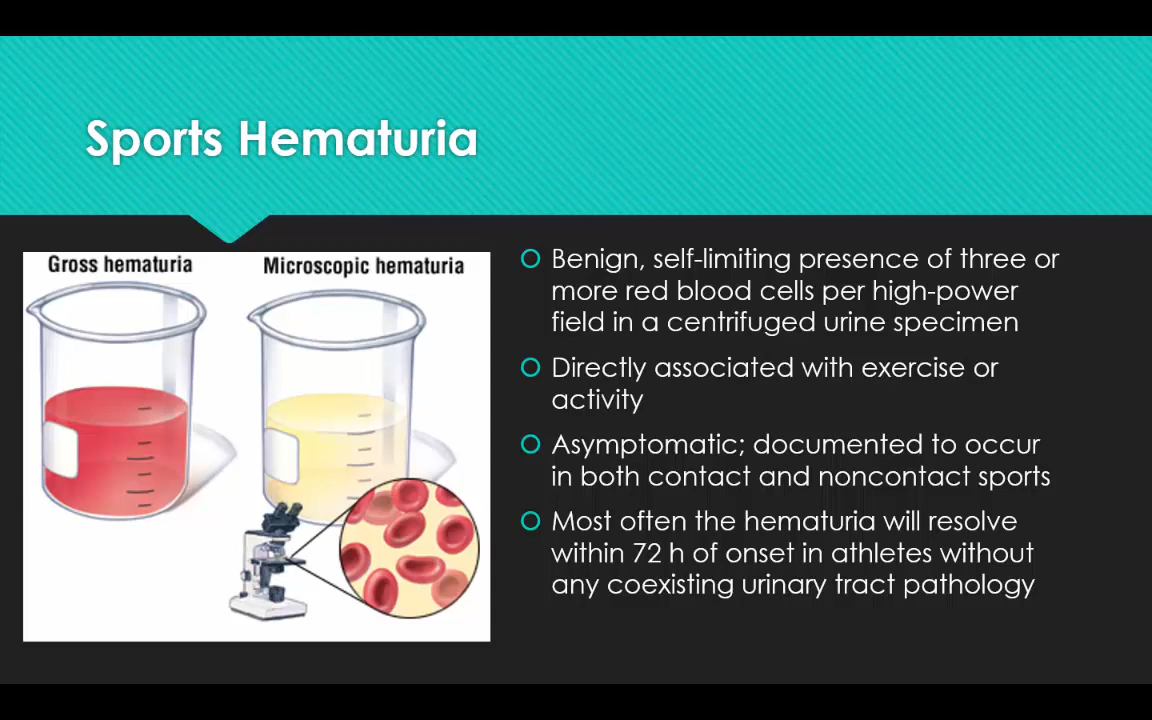 Sports Hematuria
Gross hematuria
Microscopic hematuria
Benign, self-limiting presence of three or
more red blood cells per high-power
field in a centrifuged urine specimen
Directly associated with exercise or
activity
Asymptomatic; documented to occur
in both contact and noncontact sports
Most often the hematuria will resolve
within 72 h of onset in athletes without
any coexisting urinary tract pathology